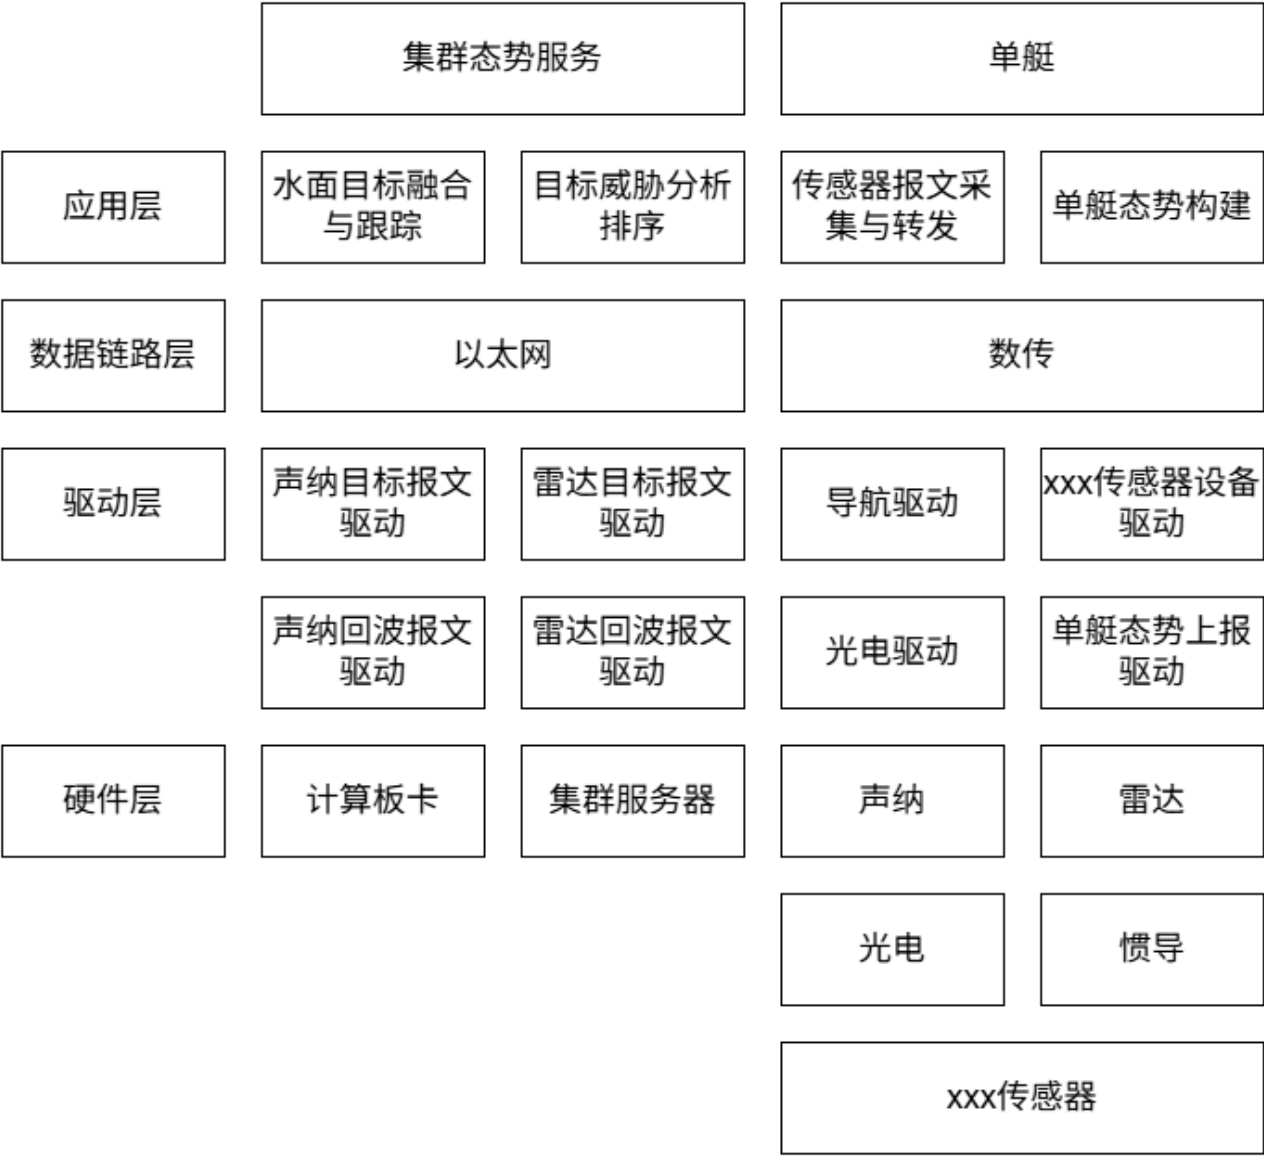 集群态势服务
单艇
应用层
水面目标融合
与跟踪
目标威胁分析
排序
传感器报文采
集与转发
单艇态势构建
数据链路层
以太网
数传
驱动层
声纳目标报文
驱动
雷达目标报文
驱动
导航驱动
xxx传感器设备
驱动
声纳回波报文
驱动
雷达回波报文
驱动
光电驱动
单艇态势上报
驱动
硬件层
计算板卡
集群服务器
声纳
雷达
光电
惯导
xxx传感器